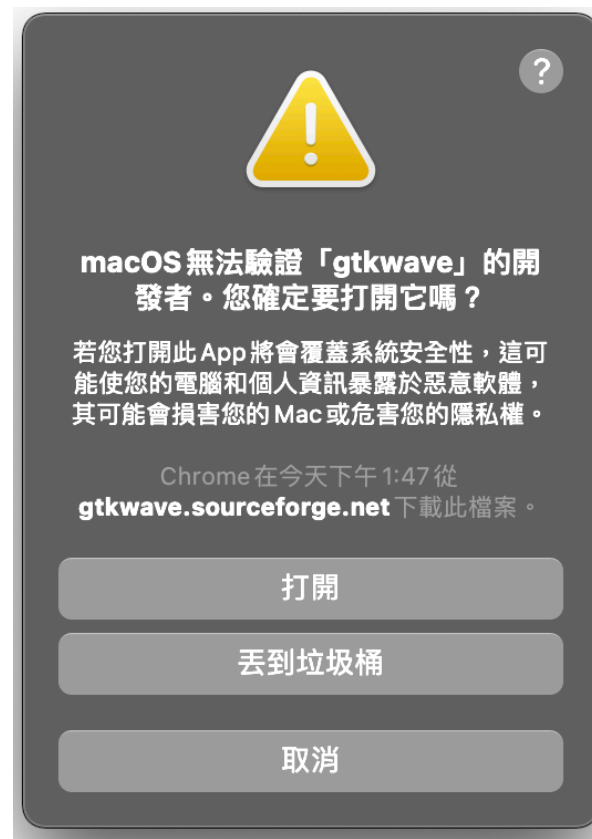 ?
macOS 無法驗證「gtkwave」的開
發者。您確定要打開它嗎？
若您打開此 App 將會覆蓋系統安全性，這可
能使您的電腦和個人資訊暴露於惡意軟體，
其可能會損害您的 Mac 或危害您的隱私權。
Chrome 在今天下午 1:47 從
gtkwave.sourceforge.net 下載此檔案。
打開
丟到垃圾桶
取消